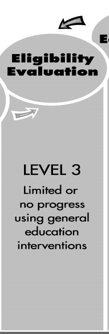 Eligibility
Evaluation
LEVEL 3
Limited or
no progress
using general
education
interventions